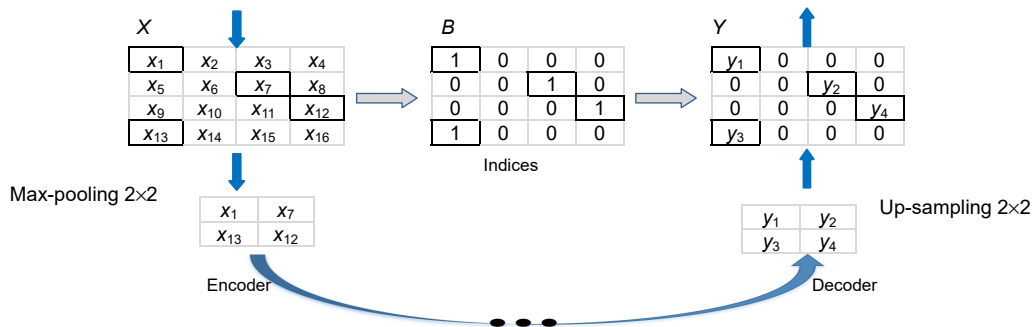 X B Y
x₁ x₂ x₃ x₄ 1 0 0 0 y₁ 0 0 0
x₅ x₆ x₇ x₈ 0 0 1 0 0 0 y₂ 0
x₉ x₁₀ x₁₁ x₁₂ 0 0 0 1 0 0 0 y₄
x₁₃ x₁₄ x₁₅ x₁₆ 1 0 0 0 y₃ 0 0 0
Indices
Max-pooling 2×2
Up-sampling 2×2
x₁ x₇
x₁₃ x₁₂
y₁ y₂
y₃ y₄
Encoder
Decoder